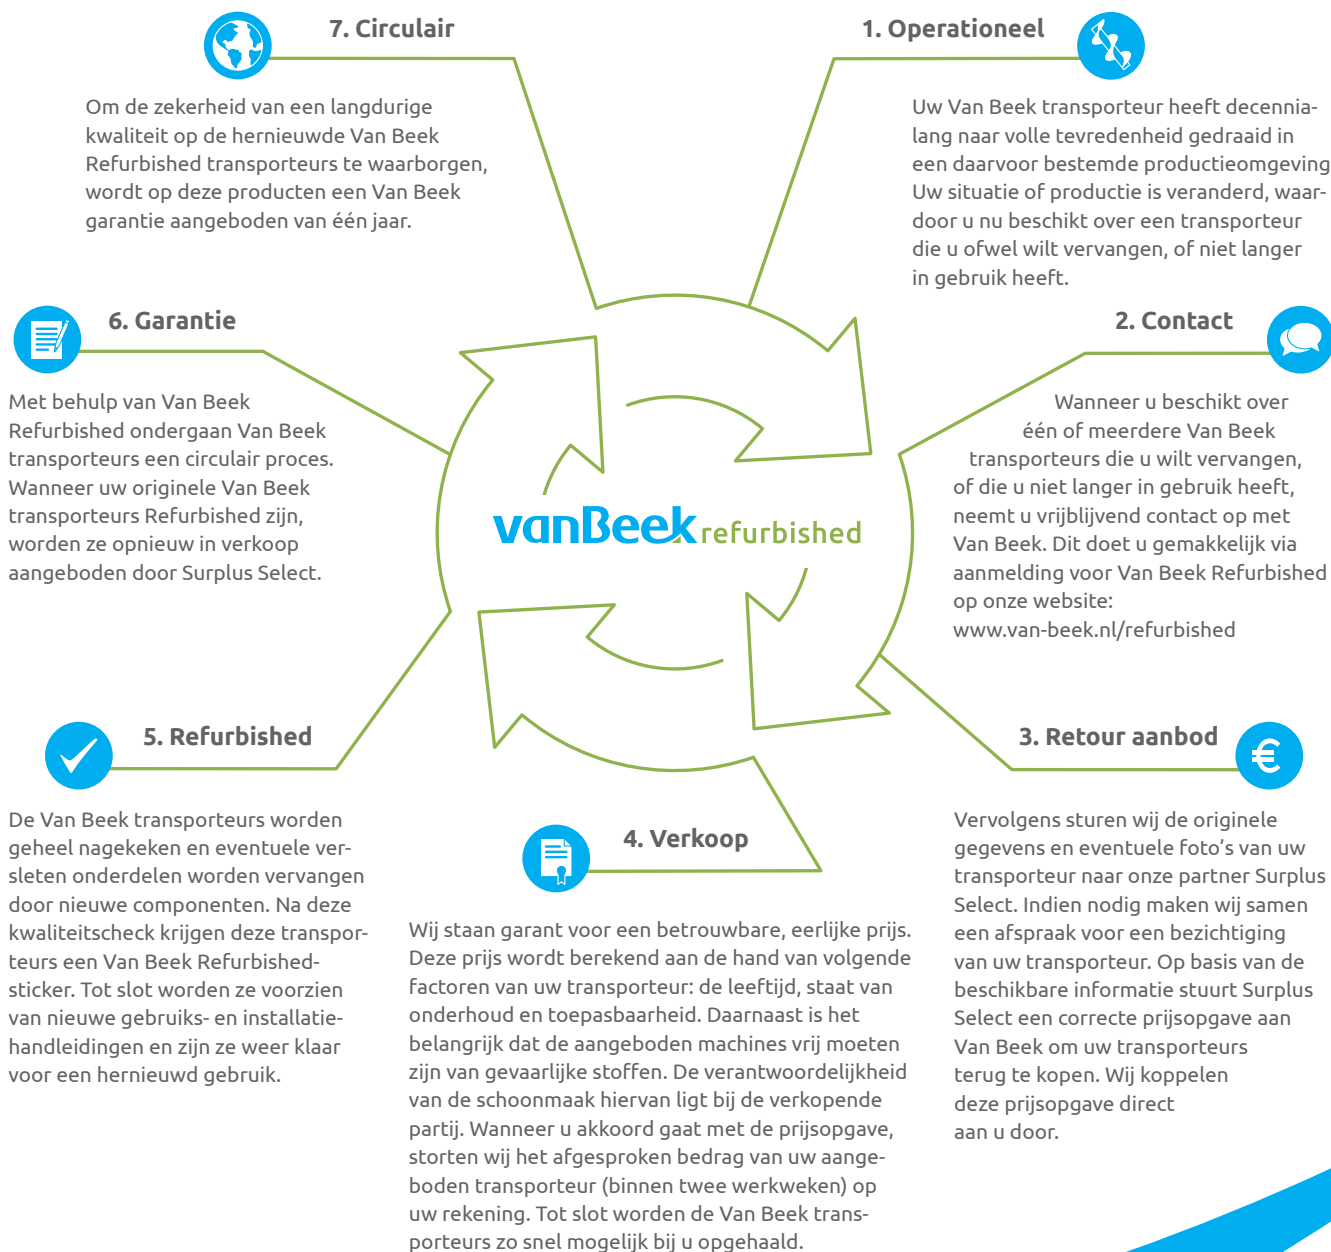 1. Operationeel
Uw Van Beek transporteur heeft decennia-
lang naar volle tevredenheid gedraaid in
een daarvoor bestemde productieomgeving
Uw situatie of productie is veranderd, waar-
door u nu beschikt over een transporteur
die u ofwel wilt vervangen, of niet langer
in gebruik heeft.
2. Contact
Wanneer u beschikt over
één of meerdere Van Beek
transporteurs die u wilt vervangen,
of die u niet langer in gebruik heeft,
neemt u vrijblijvend contact op met
Van Beek. Dit doet u gemakkelijk via
aanmelding voor Van Beek Refurbished
op onze website:
www.van-beek.nl/refurbished
3. Retour aanbod
€
Vervolgens sturen wij de originele
gegevens en eventuele foto's van uw
transporteur naar onze partner Surplus
Select. Indien nodig maken wij samen
een afspraak voor een bezichtiging
van uw transporteur. Op basis van de
beschikbare informatie stuurt Surplus
Select een correcte prijsopgave aan
Van Beek om uw transporteurs
terug te kopen. Wij koppelen
deze prijsopgave direct
aan u door.
4. Verkoop
Wij staan garant voor een betrouwbare, eerlijke prijs.
Deze prijs wordt berekend aan de hand van volgende
factoren van uw transporteur: de leeftijd, staat van
onderhoud en toepasbaarheid. Daarnaast is het
belangrijk dat de aangeboden machines vrij moeten
zijn van gevaarlijke stoffen. De verantwoordelijkheid
van de schoonmaak hiervan ligt bij de verkopende
partij. Wanneer u akkoord gaat met de prijsopgave,
storten wij het afgesproken bedrag van uw aange-
boden transporteur (binnen twee werkweken) op
uw rekening. Tot slot worden de Van Beek trans-
porteurs zo snel mogelijk bij u opgehaald.
5. Refurbished
De Van Beek transporteurs worden
geheel nagekeken en eventuele ver-
sleten onderdelen worden vervangen
door nieuwe componenten. Na deze
kwaliteitscheck krijgen deze transpor-
teurs een Van Beek Refurbished-
sticker. Tot slot worden ze voorzien
van nieuwe gebruiks- en installatie-
handleidingen en zijn ze weer klaar
voor een hernieuwd gebruik.
6. Garantie
Met behulp van Van Beek
Refurbished ondergaan Van Beek
transporteurs een circulair proces.
Wanneer uw originele Van Beek
transporteurs Refurbished zijn,
worden ze opnieuw in verkoop
aangeboden door Surplus Select.
7. Circulair
Om de zekerheid van een langdurige
kwaliteit op de hernieuwde Van Beek
Refurbished transporteurs te waarborgen,
wordt op deze producten een Van Beek
garantie aangeboden van één jaar.
vanBeek refurbished